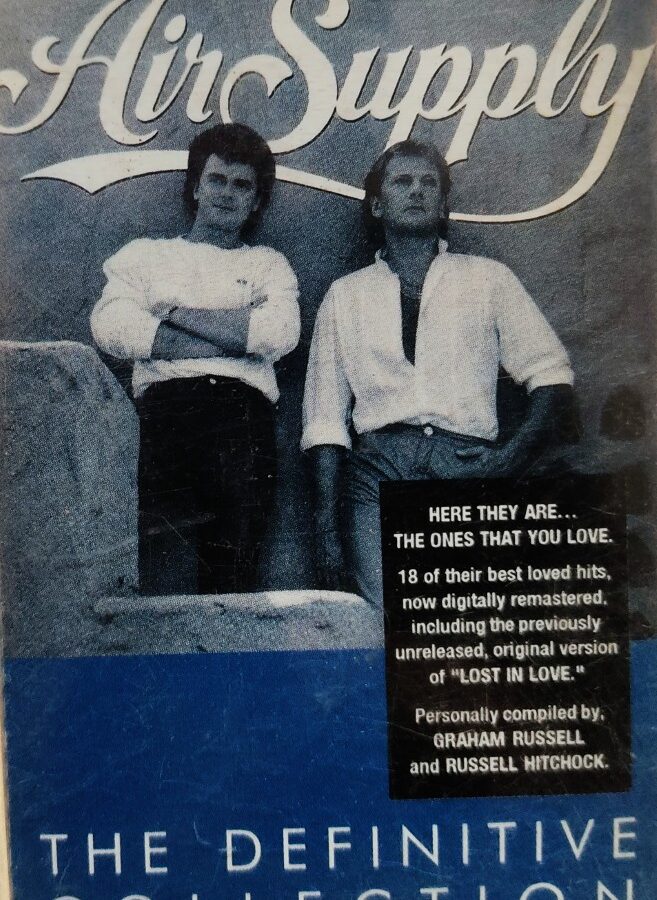 Air Supply
HERE THEY ARE...
THE ONES THAT YOU LOVE.
18 of their best loved hits,
now digitally remastered,
including the previously
unreleased, original version
of "LOST IN LOVE."
Personally compiled by,
GRAHAM RUSSELL
and RUSSELL HITCHOCK.
THE DEFINITIVE
COLLECTION